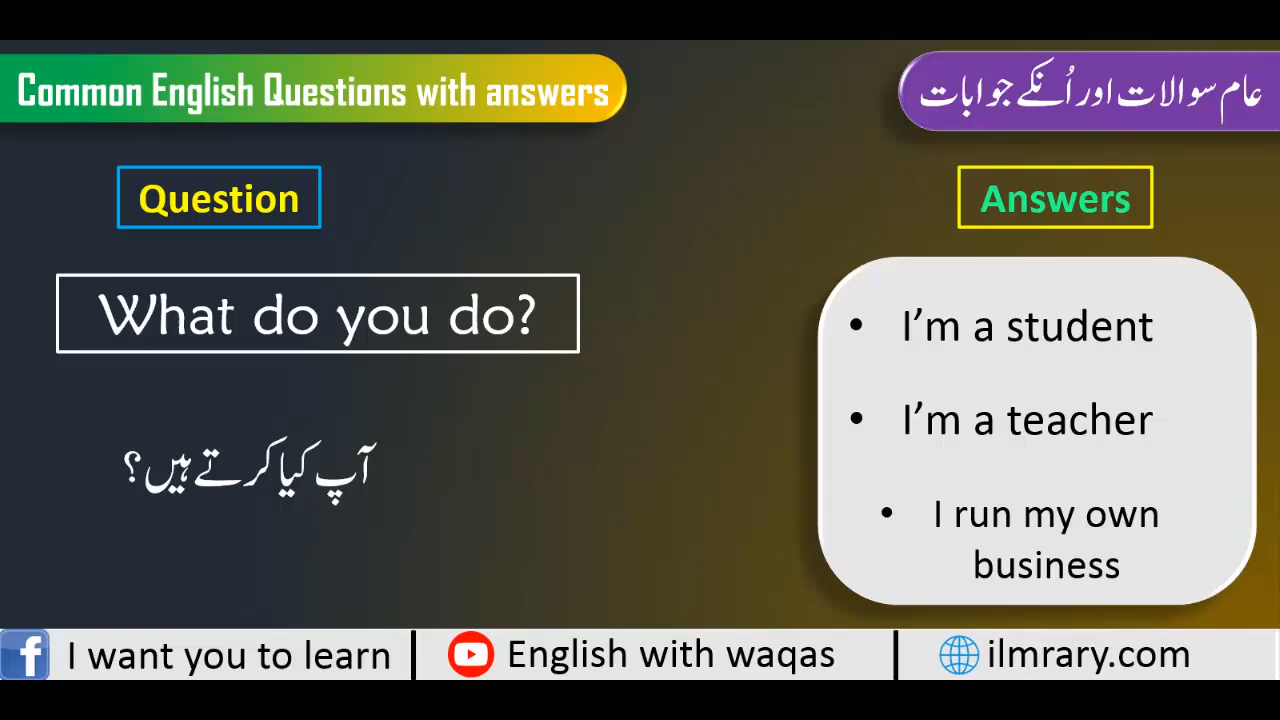 Common English Questions with answers
عام سوالات اور اُنکے جوابات
Question
Answers
What do you do?
آپ کیا کرتے ہیں؟
• I’m a student
• I’m a teacher
• I run my own
business
f I want you to learn
English with waqas
ilmrary.com